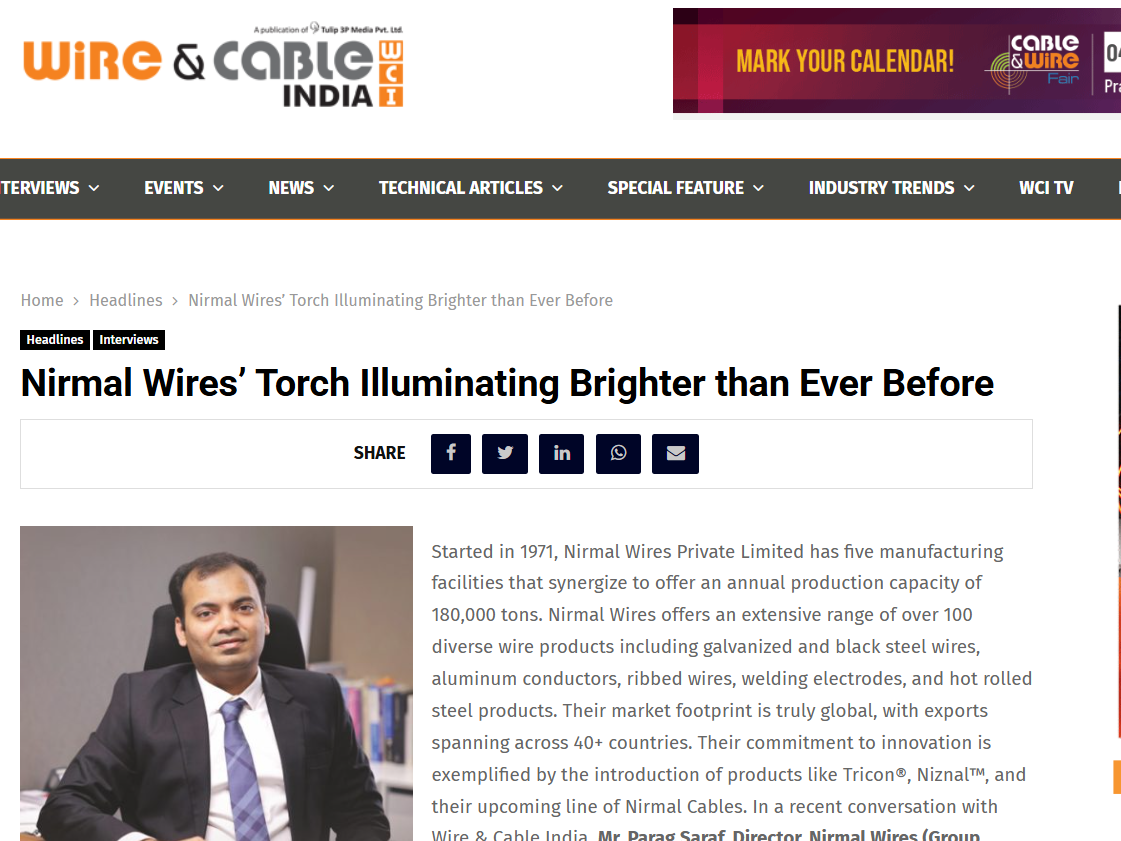 A publication of Tulip 3P Media Pvt. Ltd.
WiRe & CaBLe WCI
INDIA
MARK YOUR CALENDAR!
CaBLe
&WiRe
Fair
04
Pra
TERVIEWS
EVENTS
NEWS
TECHNICAL ARTICLES
SPECIAL FEATURE
INDUSTRY TRENDS
WCI TV
Home > Headlines > Nirmal Wires’ Torch Illuminating Brighter than Ever Before
Headlines Interviews
Nirmal Wires’ Torch Illuminating Brighter than Ever Before
SHARE
Started in 1971, Nirmal Wires Private Limited has five manufacturing
facilities that synergize to offer an annual production capacity of
180,000 tons. Nirmal Wires offers an extensive range of over 100
diverse wire products including galvanized and black steel wires,
aluminum conductors, ribbed wires, welding electrodes, and hot rolled
steel products. Their market footprint is truly global, with exports
spanning across 40+ countries. Their commitment to innovation is
exemplified by the introduction of products like Tricon®, Niznal™, and
their upcoming line of Nirmal Cables. In a recent conversation with
Wire & Cable India, Mr. Parag Saraf, Director, Nirmal Wires (Group